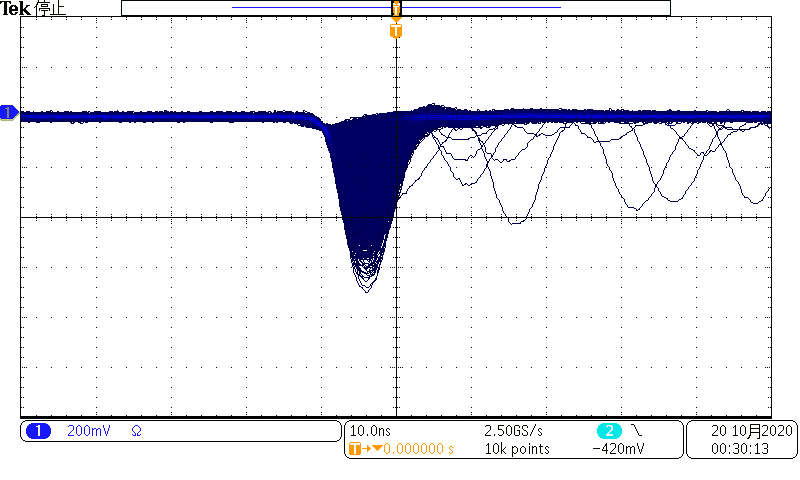 Tek 停止
T
T
1
1 200mV Ω
10.0ns 2.50GS/s 2 -420mV
T→▼0.000000 s 10k points
20 10月2020
00:30:13